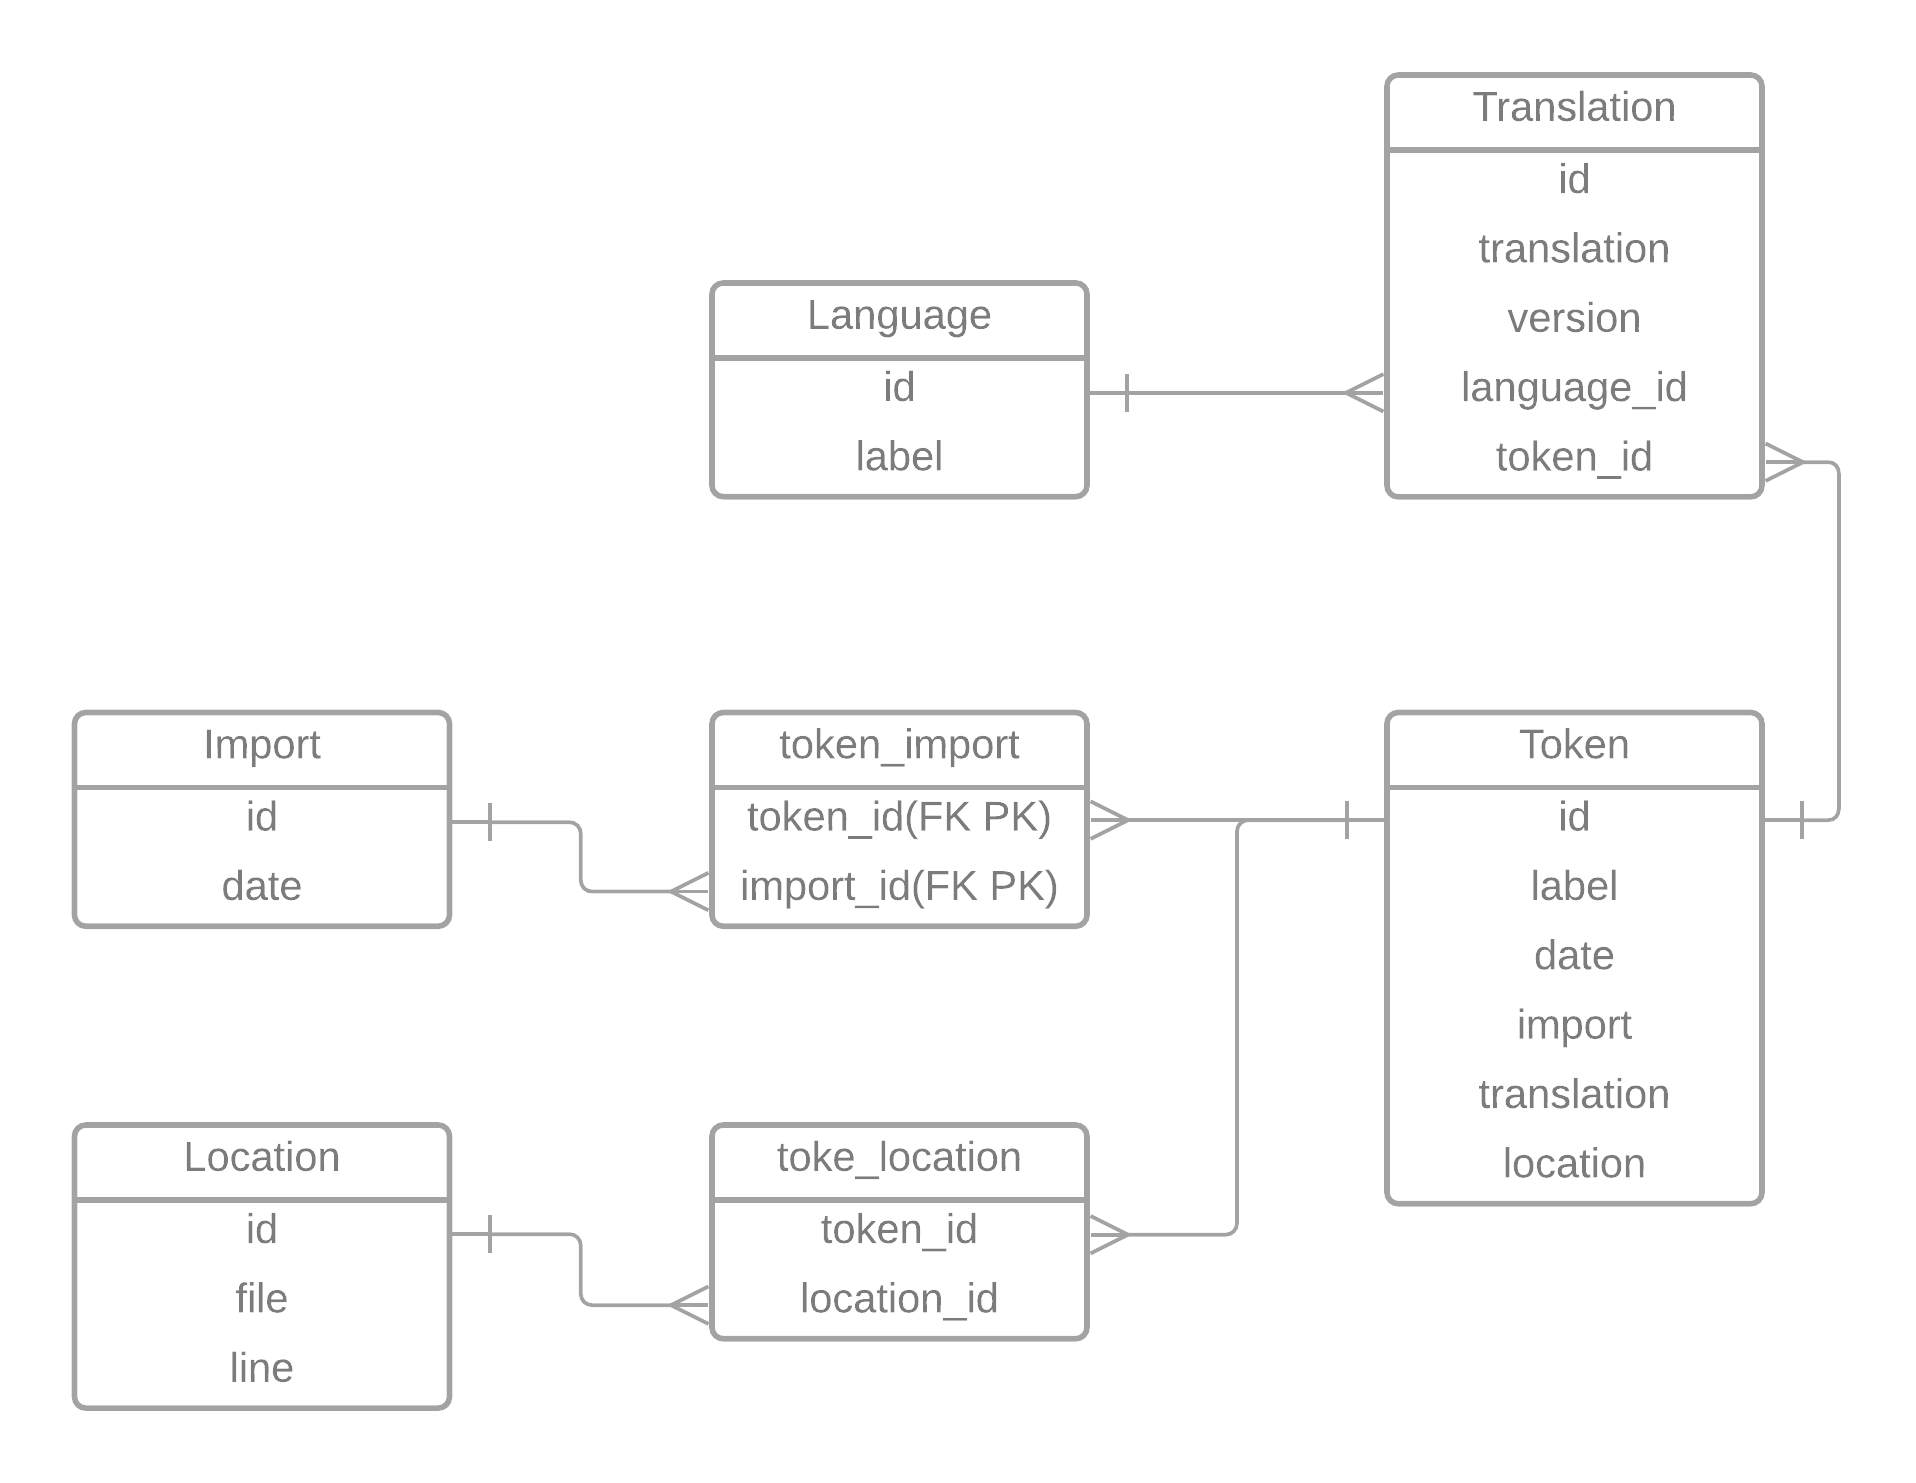 Translation
id
translation
version
language_id
token_id
Language
id
label
Import
id
date
token_import
token_id(FK PK)
import_id(FK PK)
Token
id
label
date
import
translation
location
Location
id
file
line
toke_location
token_id
location_id